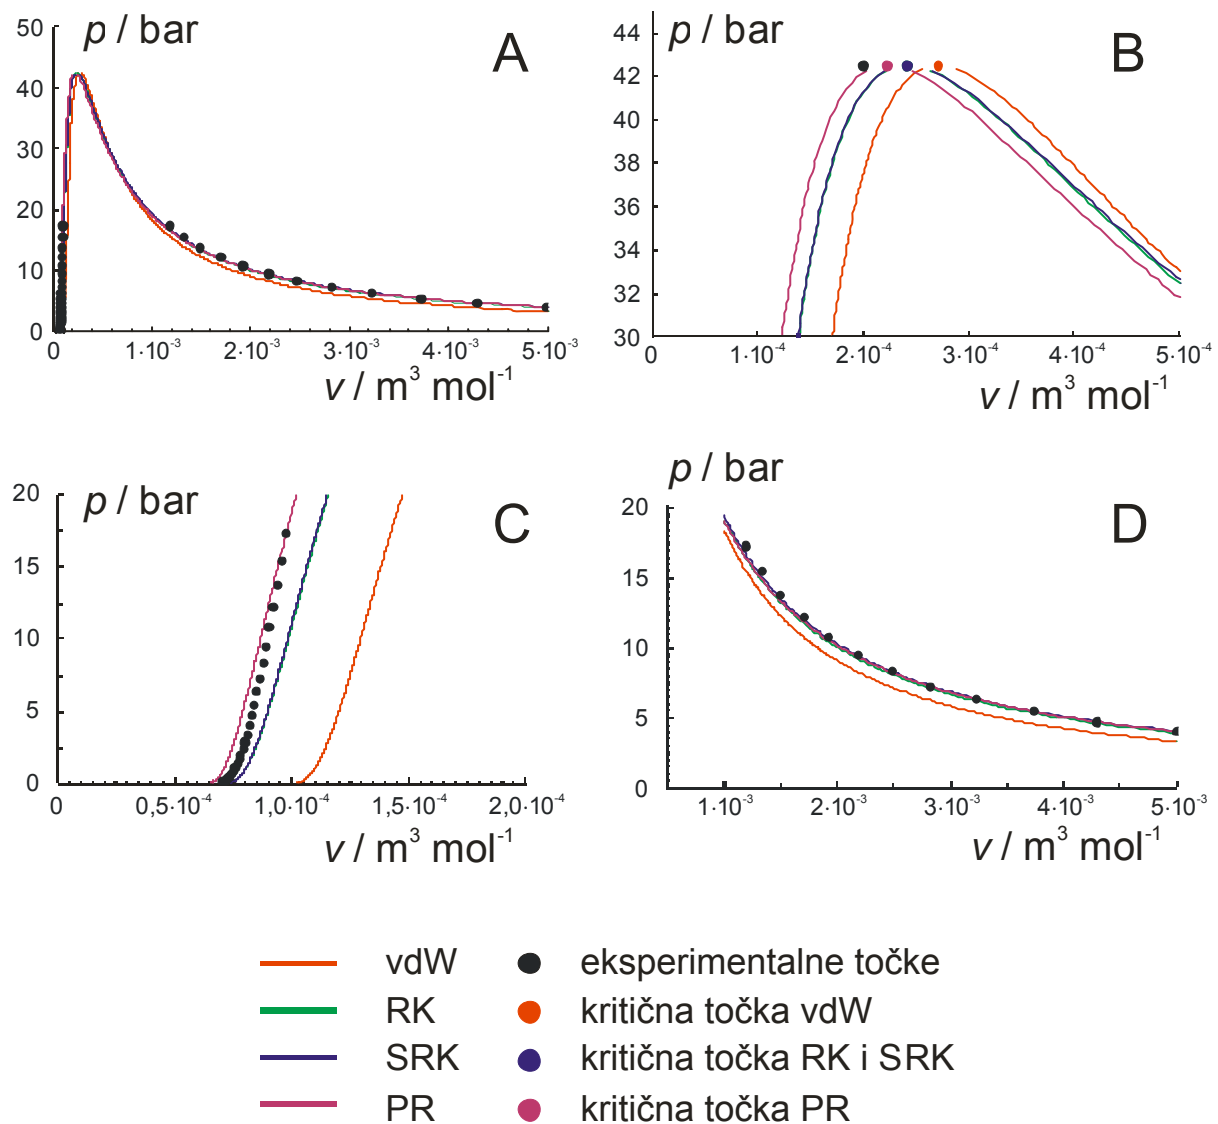 p / bar
A
50
40
30
20
10
0
0
1·10⁻³
2·10⁻³
3·10⁻³
4·10⁻³
5·10⁻³
v / m³ mol⁻¹
p / bar
B
44
42
40
38
36
34
32
30
0
1·10⁻⁴
2·10⁻⁴
3·10⁻⁴
4·10⁻⁴
5·10⁻⁴
v / m³ mol⁻¹
p / bar
C
20
15
10
5
0
0
0,5·10⁻⁴
1,0·10⁻⁴
1,5·10⁻⁴
2,0·10⁻⁴
v / m³ mol⁻¹
p / bar
D
20
15
10
5
0
1·10⁻³
2·10⁻³
3·10⁻³
4·10⁻³
5·10⁻³
v / m³ mol⁻¹
vdW
eksperimentalne točke
RK
kritična točka vdW
SRK
kritična točka RK i SRK
PR
kritična točka PR